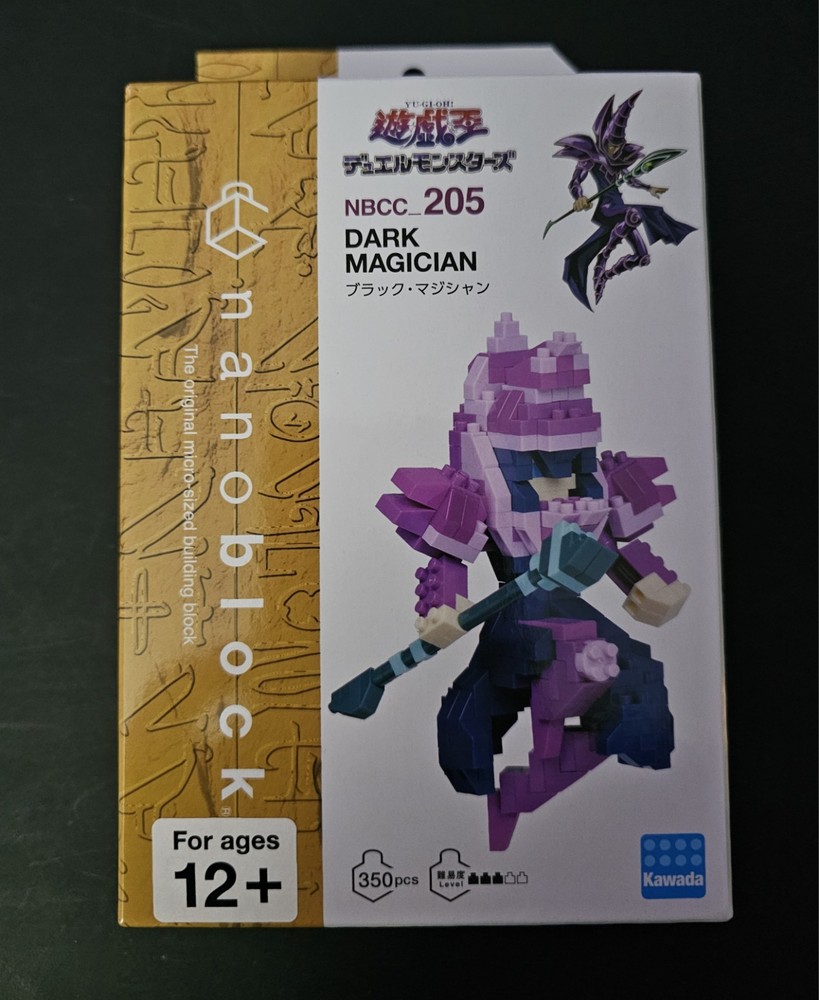 YU-GI-OH!
遊戯王
デュエルモンスターズ
NBCC_205
DARK
MAGICIAN
ブラック・マジシャン
nanoblock®
The original micro-sized building block
For ages
12+
350pcs
難易度
Level
Kawada